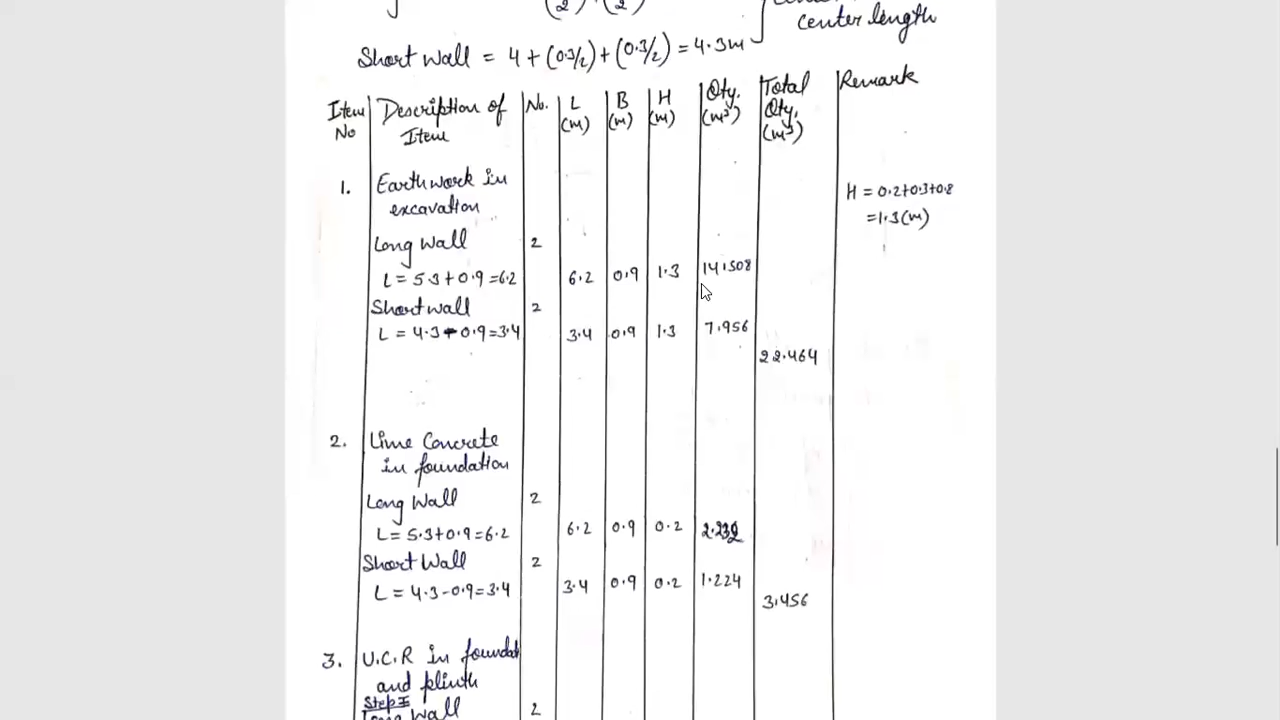 (2) + (2)
center length
Short Wall = 4 + (0.3/2) + (0.3/2) = 4.3m
Item No | Description of Item | No. | L (m) | B (m) | H (m) | Qty. (m³) | Total Qty. (m³) | Remark
1. Earthwork in excavation
H = 0.2+0.3+0.8
= 1.3(m)
Long Wall 2
L = 5.3+0.9=6.2 6.2 0.9 1.3 14.508
Short wall 2
L = 4.3-0.9=3.4 3.4 0.9 1.3 7.956
22.464
2. Lime Concrete in foundation
Long Wall 2
L= 5.3+0.9=6.2 6.2 0.9 0.2 2.232
Short Wall 2
L = 4.3-0.9=3.4 3.4 0.9 0.2 1.224
3.456
3. U.C.R in foundat
and plinth
Step I
Long Wall 2